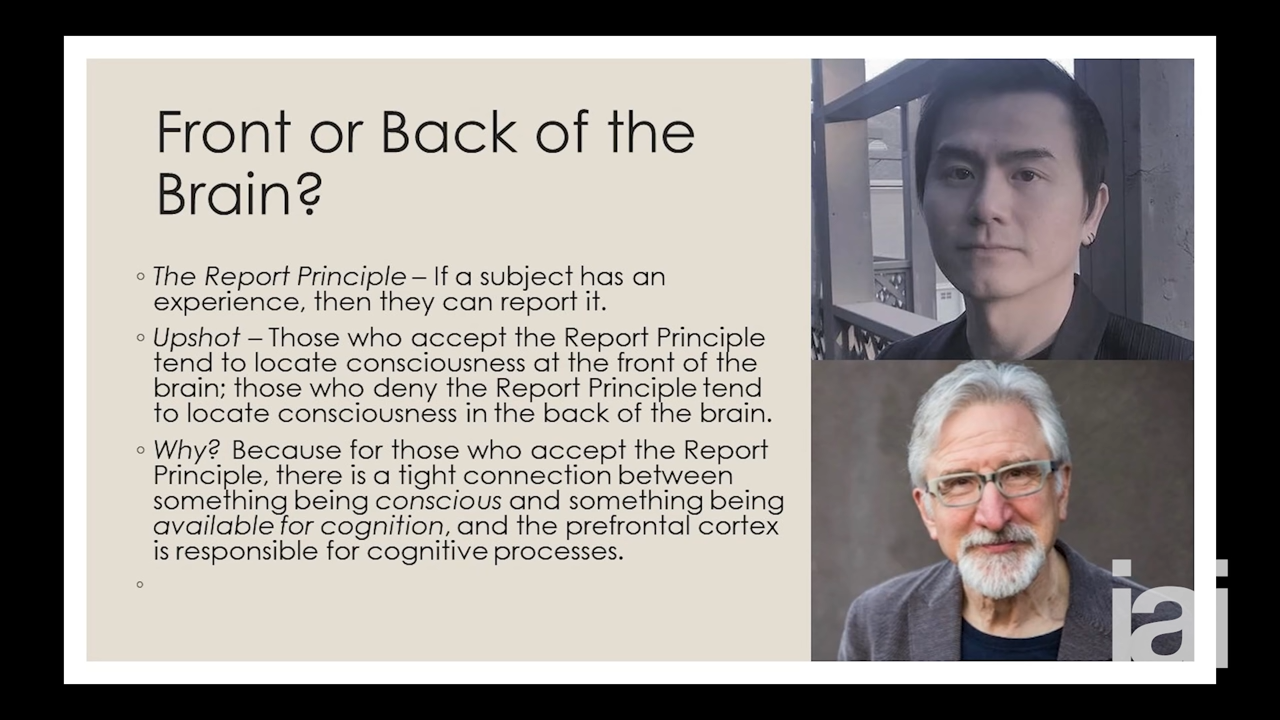 Front or Back of the
Brain?
◦ The Report Principle – If a subject has an
experience, then they can report it.
◦ Upshot – Those who accept the Report Principle
tend to locate consciousness at the front of the
brain; those who deny the Report Principle tend
to locate consciousness in the back of the brain.
◦ Why? Because for those who accept the Report
Principle, there is a tight connection between
something being conscious and something being
available for cognition, and the prefrontal cortex
is responsible for cognitive processes.
◦
iai